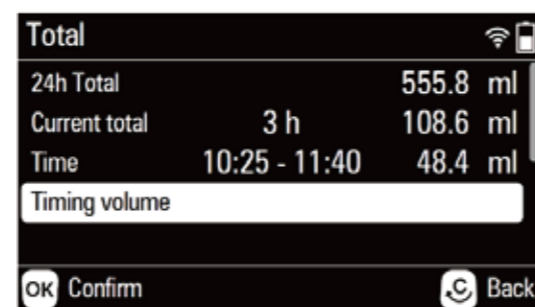 Total
24h Total 555.8 ml
Current total 3 h 108.6 ml
Time 10:25 - 11:40 48.4 ml
Timing volume
OK Confirm C Back